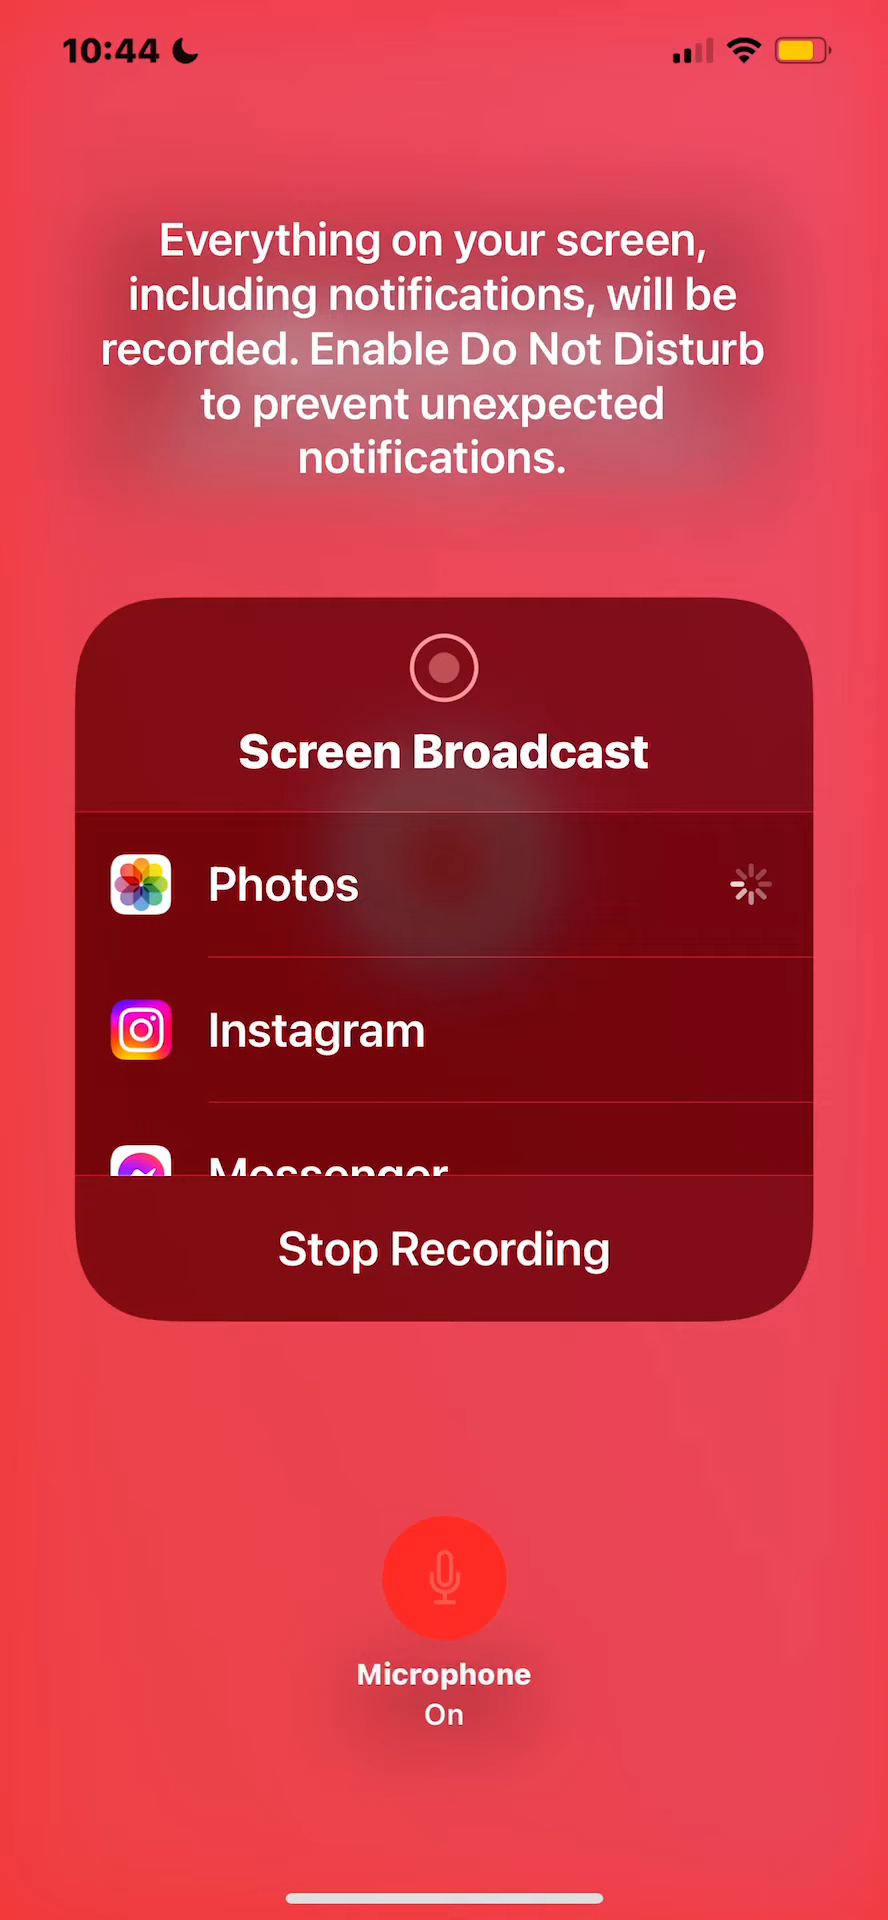 10:44
Everything on your screen,
including notifications, will be
recorded. Enable Do Not Disturb
to prevent unexpected
notifications.
Screen Broadcast
Photos
Instagram
Messenger
Stop Recording
Microphone
On